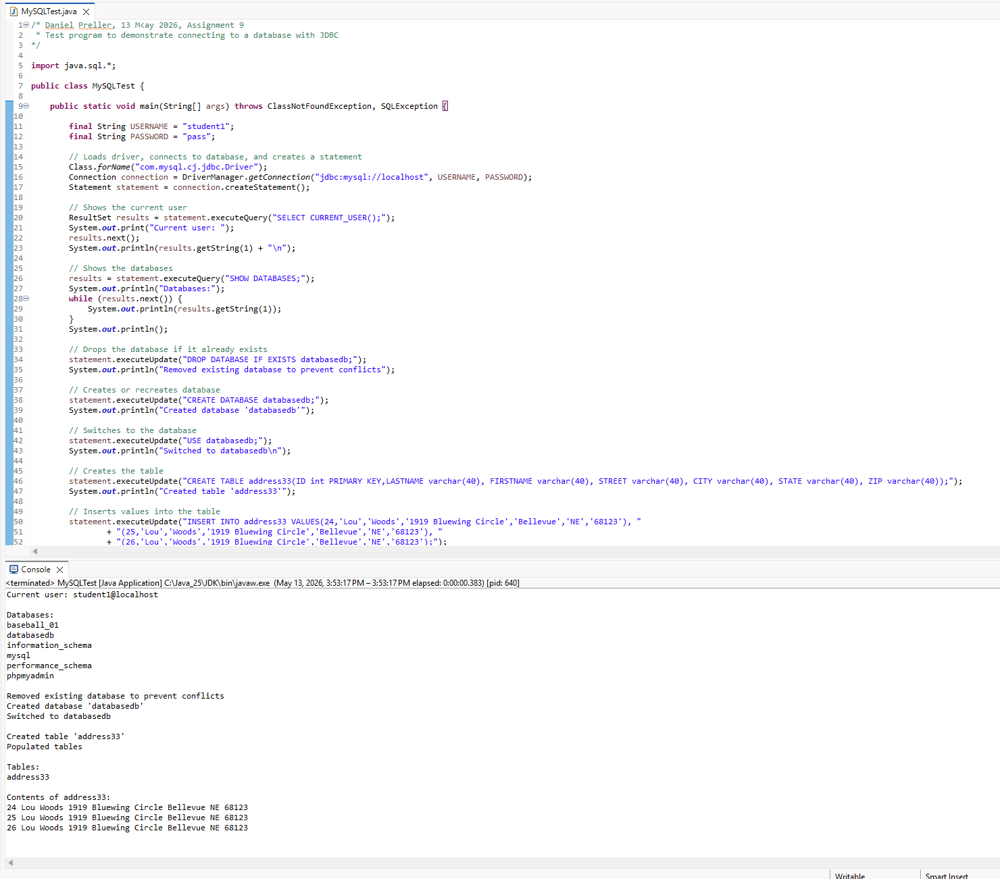 MySQLTest.java
1 /* Daniel Preller, 13 M<ay 2026, Assignment 9
2  * Test program to demonstrate connecting to a database with JDBC
3 */
4
5 import java.sql.*;
6
7 public class MySQLTest {
8
9     public static void main(String[] args) throws ClassNotFoundException, SQLException {
10
11         final String USERNAME = "student1";
12         final String PASSWORD = "pass";
13
14         // Loads driver, connects to database, and creates a statement
15         Class.forName("com.mysql.cj.jdbc.Driver");
16         Connection connection = DriverManager.getConnection("jdbc:mysql://localhost", USERNAME, PASSWORD);
17         Statement statement = connection.createStatement();
18
19         // Shows the current user
20         ResultSet results = statement.executeQuery("SELECT CURRENT_USER();");
21         System.out.print("Current user: ");
22         results.next();
23         System.out.println(results.getString(1) + "\n");
24
25         // Shows the databases
26         results = statement.executeQuery("SHOW DATABASES;");
27         System.out.println("Databases:");
28         while (results.next()) {
29             System.out.println(results.getString(1));
30         }
31         System.out.println();
32
33         // Drops the database if it already exists
34         statement.executeUpdate("DROP DATABASE IF EXISTS databasedb;");
35         System.out.println("Removed existing database to prevent conflicts");
36
37         // Creates or recreates database
38         statement.executeUpdate("CREATE DATABASE databasedb;");
39         System.out.println("Created database 'databasedb'");
40
41         // Switches to the database
42         statement.executeUpdate("USE databasedb;");
43         System.out.println("Switched to databasedb\n");
44
45         // Creates the table
46         statement.executeUpdate("CREATE TABLE address33(ID int PRIMARY KEY,LASTNAME varchar(40), FIRSTNAME varchar(40), STREET varchar(40), CITY varchar(40), STATE varchar(40), ZIP varchar(40));");
47         System.out.println("Created table 'address33'");
48
49         // Inserts values into the table
50         statement.executeUpdate("INSERT INTO address33 VALUES(24,'Lou','Woods','1919 Bluewing Circle','Bellevue','NE','68123'), "
51                 + "(25,'Lou','Woods','1919 Bluewing Circle','Bellevue','NE','68123'), "
52                 + "(26,'Lou','Woods','1919 Bluewing Circle','Bellevue','NE','68123');");
Console
<terminated> MySQLTest [Java Application] C:\Java_25\JDK\bin\javaw.exe (May 13, 2026, 3:53:17 PM – 3:53:17 PM elapsed: 0:00:00.383) [pid: 640]
Current user: student1@localhost

Databases:
baseball_01
databasedb
information_schema
mysql
performance_schema
phpmyadmin

Removed existing database to prevent conflicts
Created database 'databasedb'
Switched to databasedb

Created table 'address33'
Populated tables

Tables:
address33

Contents of address33:
24 Lou Woods 1919 Bluewing Circle Bellevue NE 68123
25 Lou Woods 1919 Bluewing Circle Bellevue NE 68123
26 Lou Woods 1919 Bluewing Circle Bellevue NE 68123
Writable
Smart Insert